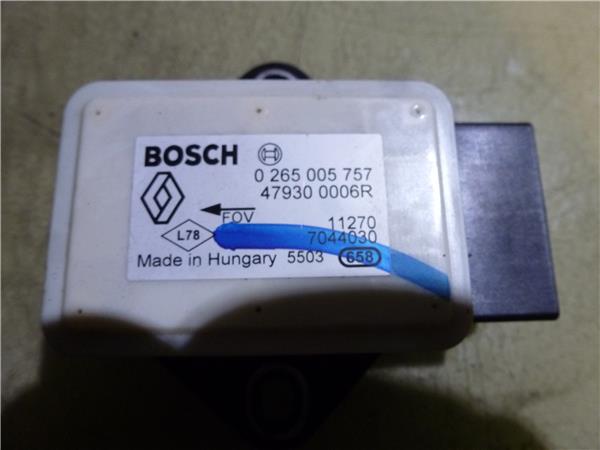 BOSCH 0 265 005 757
47930 0006R
FOV 11270
L78 7044030
Made in Hungary 5503 658